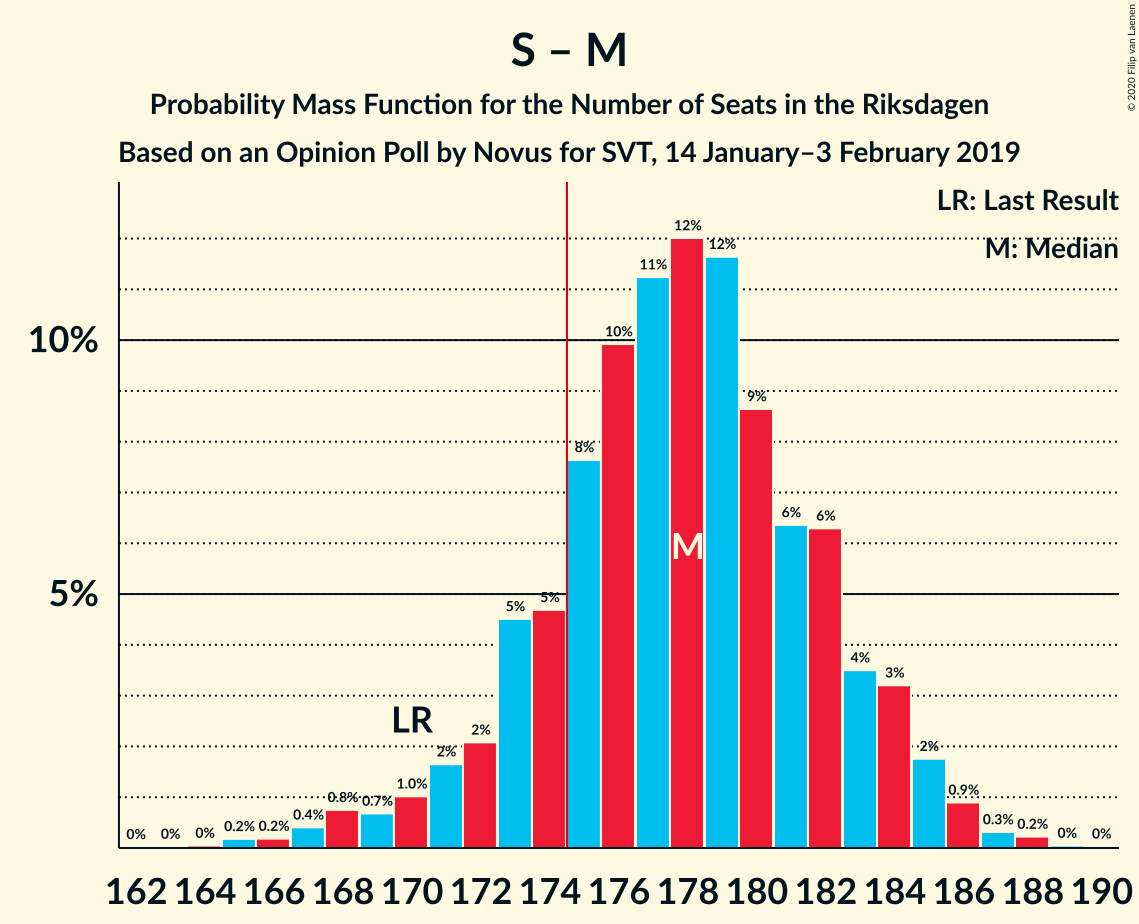 S – M
Probability Mass Function for the Number of Seats in the Riksdagen
Based on an Opinion Poll by Novus for SVT, 14 January–3 February 2019
© 2020 Filip van Laenen
LR: Last Result
M: Median
10%
5%
0% 0% 0% 0.2% 0.2% 0.4% 0.8% 0.7% 1.0% 2% 2% 5% 5% 8% 10% 11% 12% 12% 9% 6% 6% 4% 3% 2% 0.9% 0.3% 0.2% 0% 0%
LR
M
162 164 166 168 170 172 174 176 178 180 182 184 186 188 190